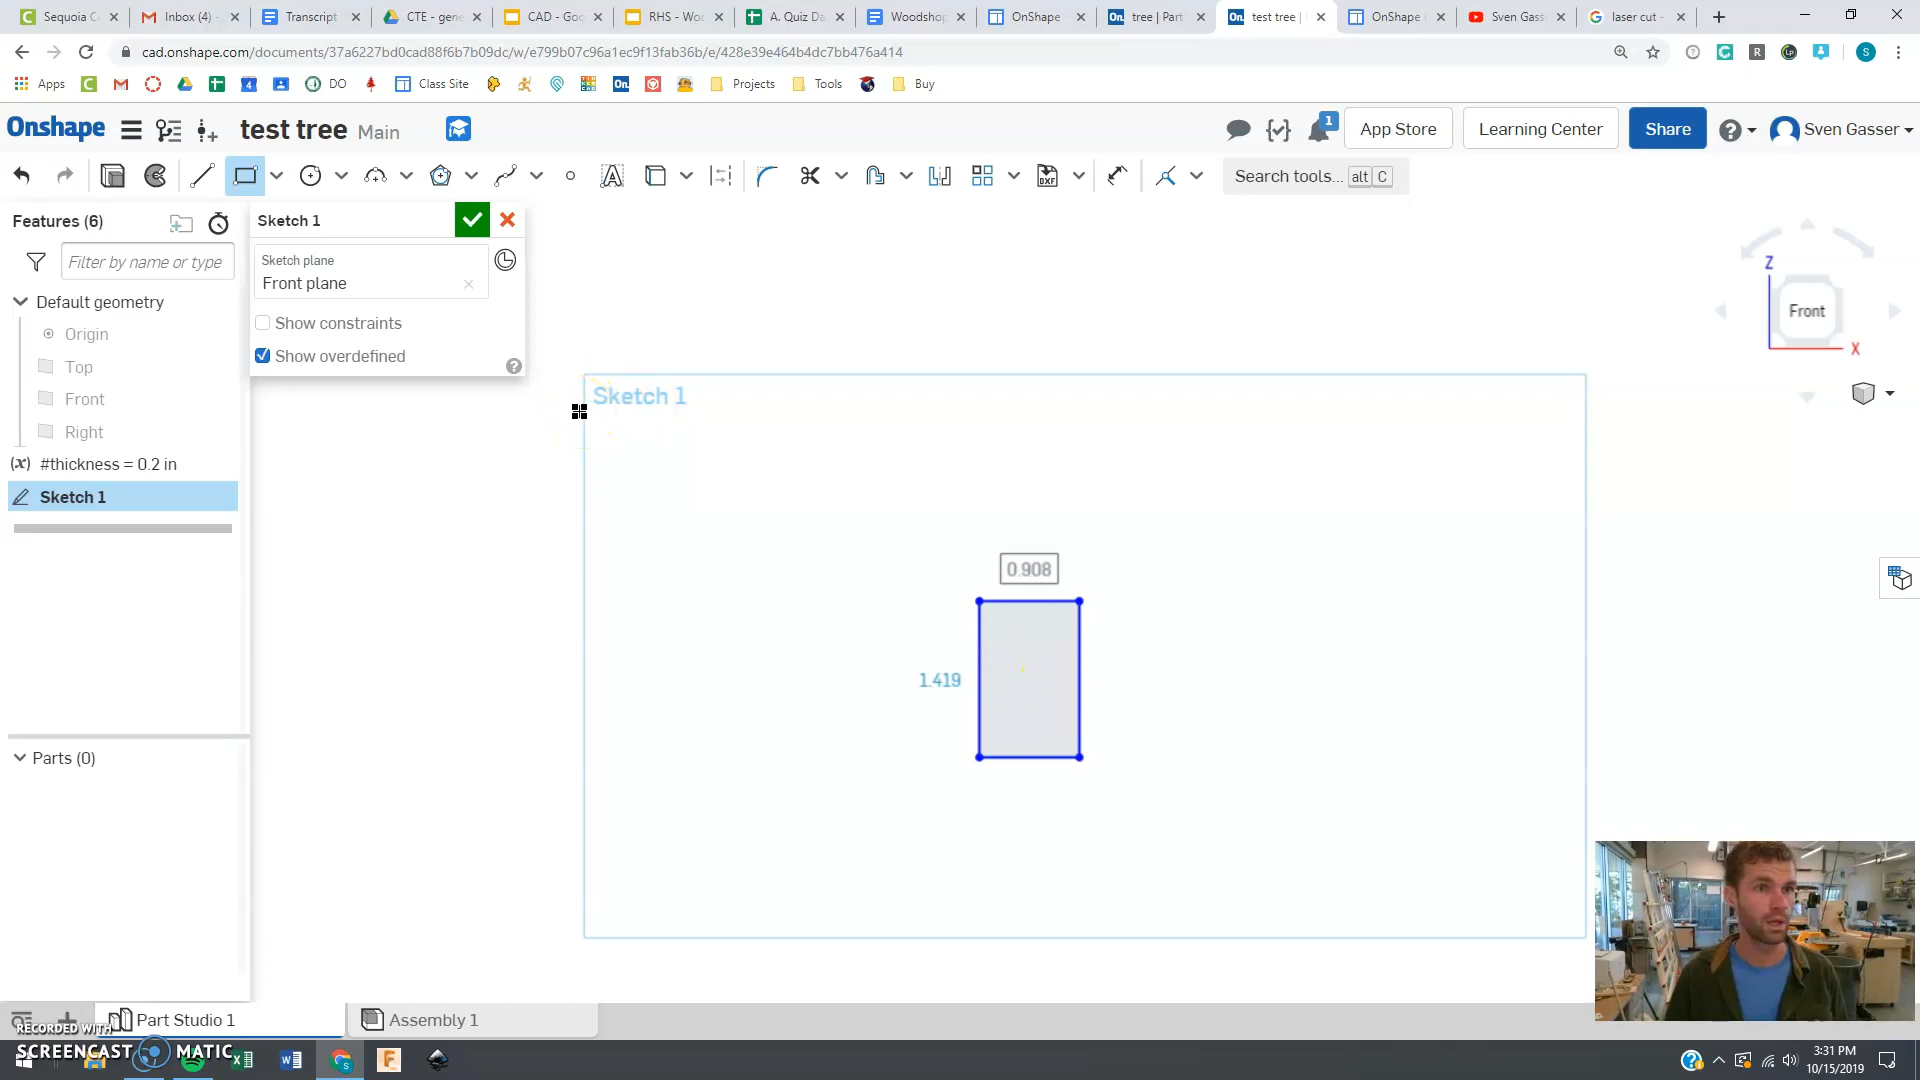 Sequoia C
Inbox (4) -
Transcript
CTE - gene
CAD - Goo
RHS - Wo
A. Quiz Da
Woodshop
OnShape -
tree | Part
test tree |
OnShape
Sven Gass
laser cut -
cad.onshape.com/documents/37a6227bd0cad88f6b7b09dc/w/e799b07c96a1ec9f13fab36b/e/428e39e464b4dc7bb476a414
Apps
DO
Class Site
Projects
Tools
Buy
Onshape
test tree Main
1
App Store
Learning Center
Share
Sven Gasser
Search tools... alt C
Features (6)
Filter by name or type
Default geometry
Origin
Top
Front
Right
(x) #thickness = 0.2 in
Sketch 1
Parts (0)
Sketch 1
Sketch plane
Front plane
Show constraints
Show overdefined
Sketch 1
0.908
1.419
Z
Front
X
Part Studio 1
Assembly 1
RECORDED WITH
SCREENCAST MATIC
3:31 PM
10/15/2019